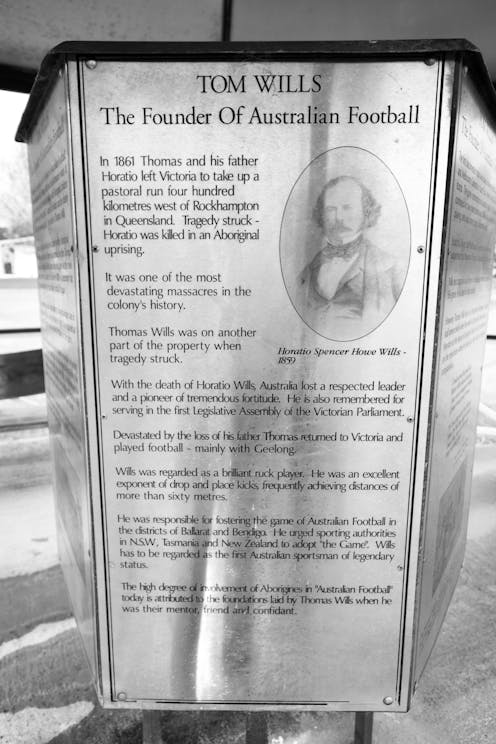 TOM WILLS
The Founder Of Australian Football
In 1861 Thomas and his father
Horatio left Victoria to take up a
pastoral run four hundred
kilometres west of Rockhampton
in Queensland. Tragedy struck -
Horatio was killed in an Aboriginal
uprising.
It was one of the most
devastating massacres in the
colony's history.
Thomas Wills was on another
part of the property when
tragedy struck.
Horatio Spencer Howe Wills -
1859
With the death of Horatio Wills, Australia lost a respected leader
and a pioneer of tremendous fortitude. He is also remembered for
serving in the first Legislative Assembly of the Victorian Parliament.
Devastated by the loss of his father Thomas returned to Victoria and
played football - mainly with Geelong.
Wills was regarded as a brilliant ruck player. He was an excellent
exponent of drop and place kicks, frequently achieving distances of
more than sixty metres.
He was responsible for fostering the game of Australian Football in
the districts of Ballarat and Bendigo. He urged sporting authorities
in N.S.W, Tasmania and New Zealand to adopt "the Game". Wills
has to be regarded as the first Australian sportsman of legendary
status.
The high degree of involvement of Aborigines in "Australian Football"
today is attributed to the foundations laid by Thomas Wills when he
was their mentor, friend and confidant.